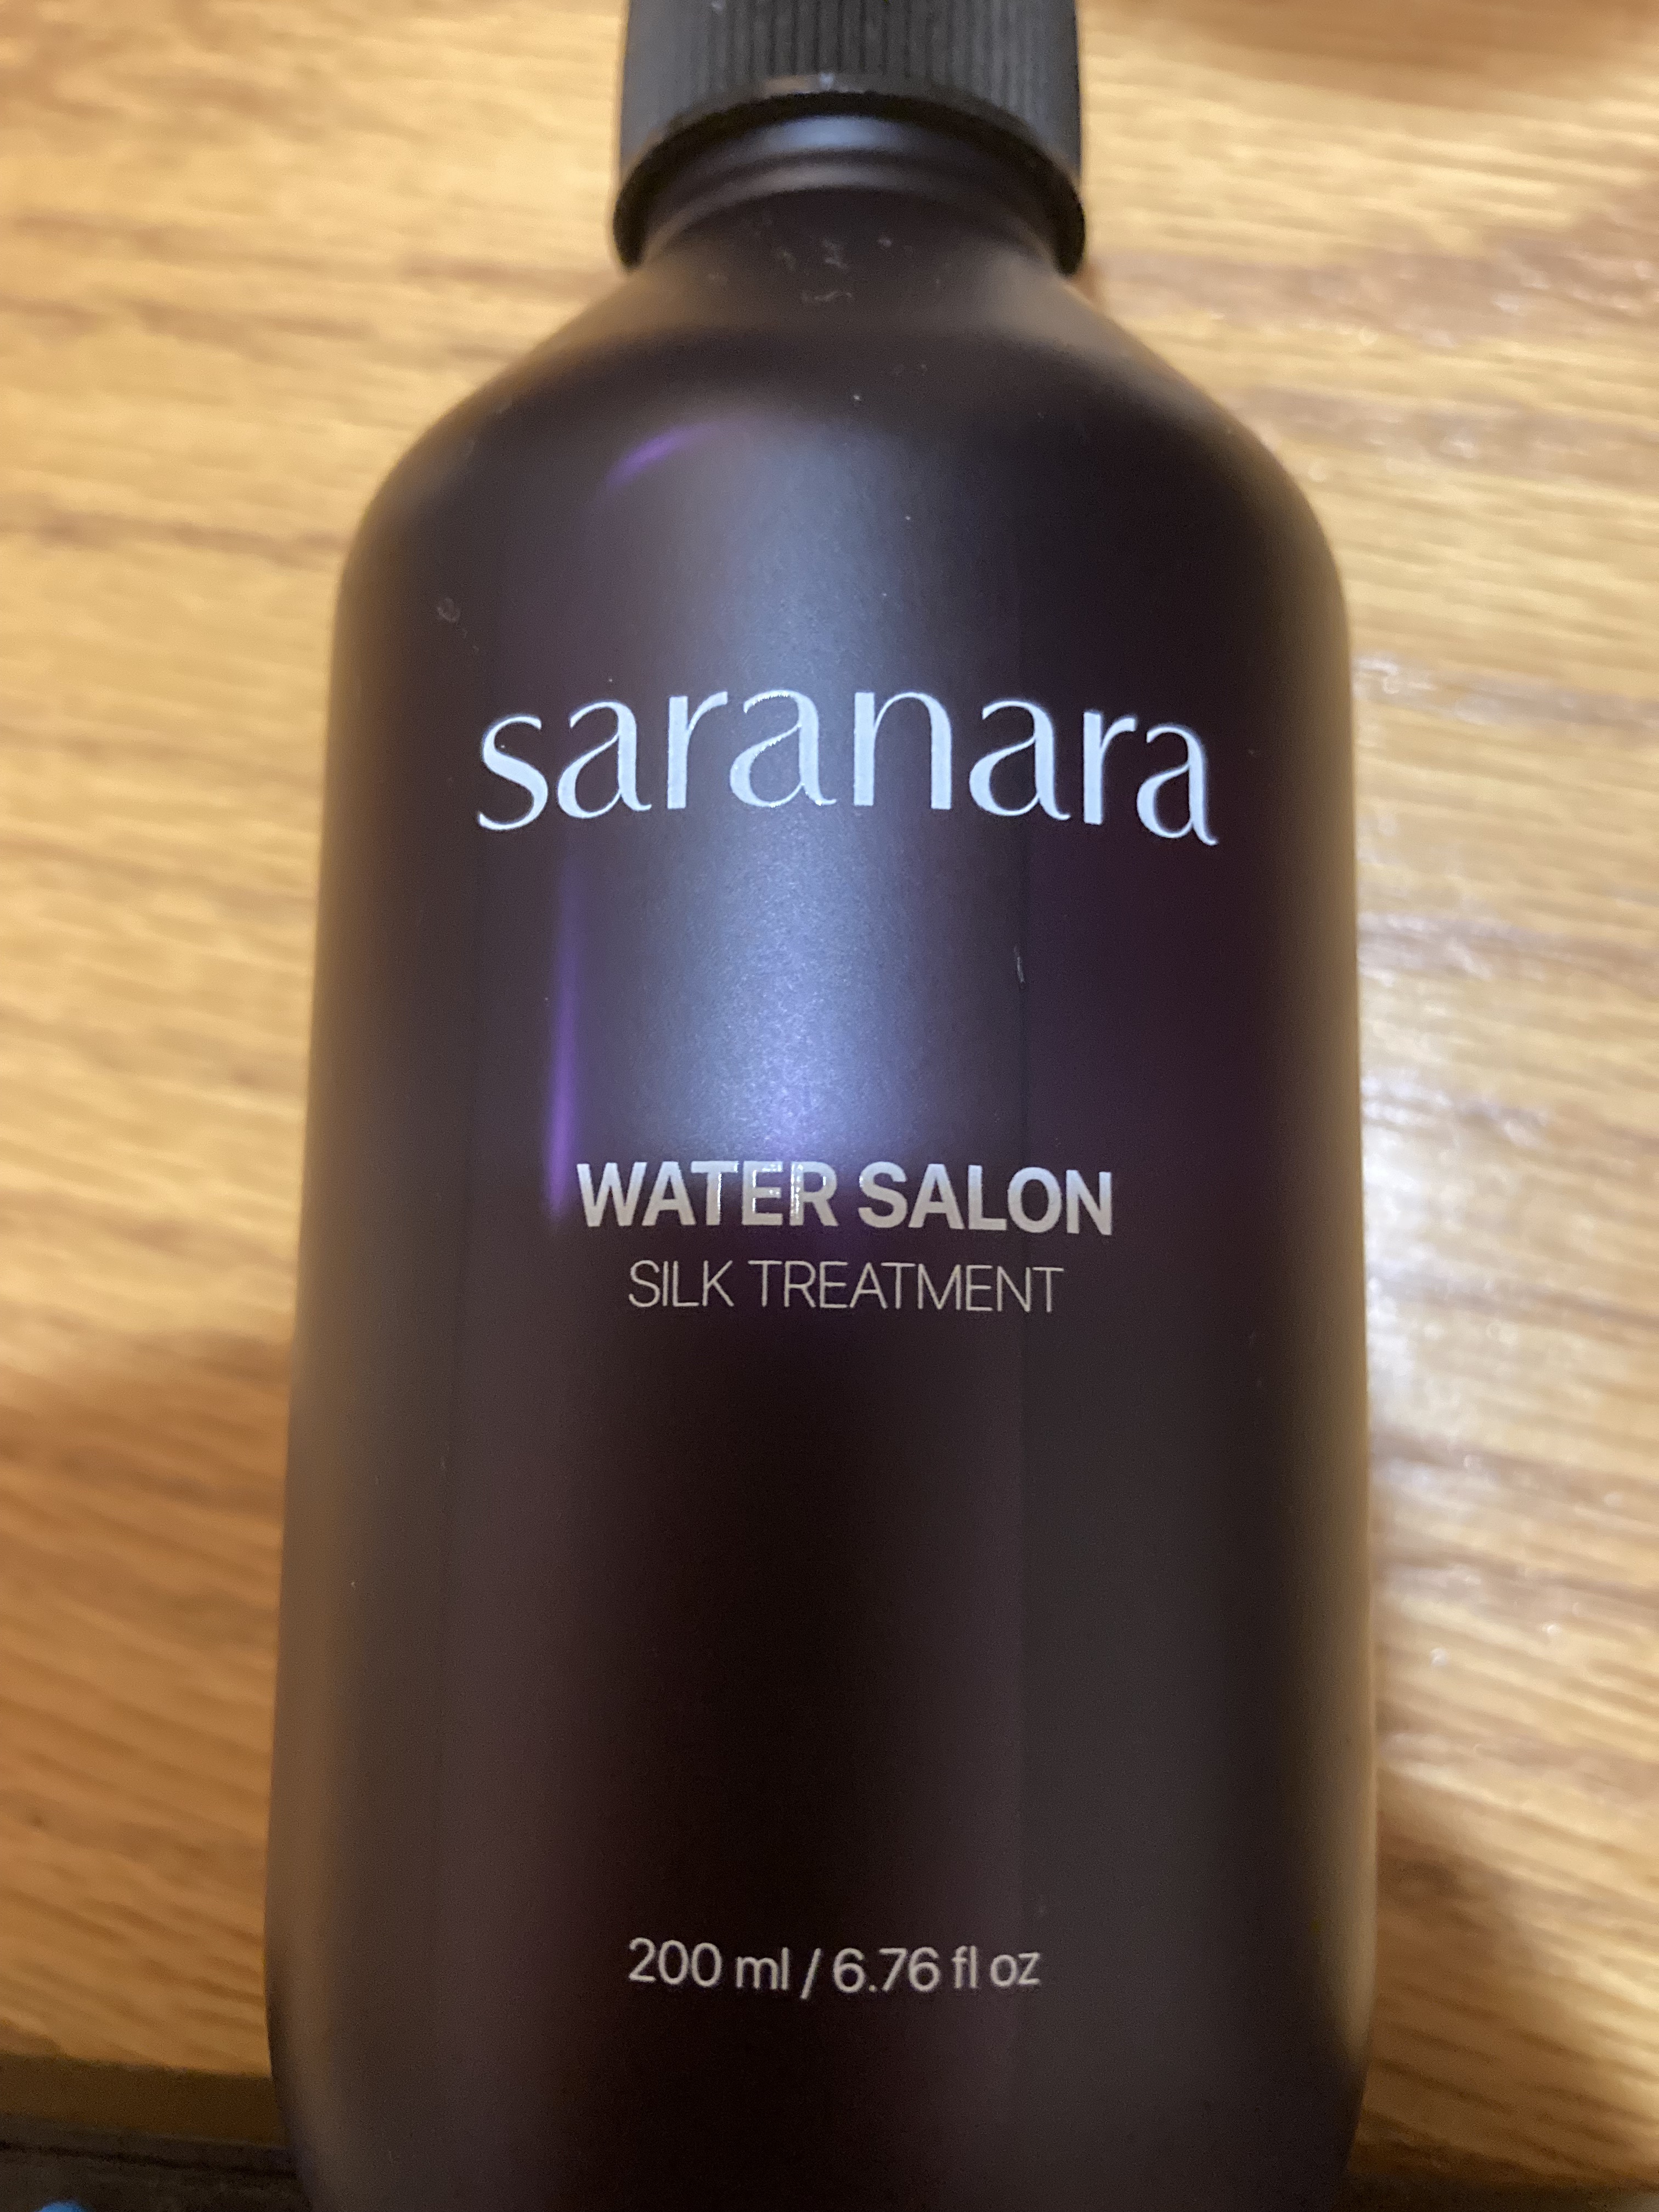 saranara
WATER SALON
SILK TREATMENT
200 ml / 6.76 fl oz